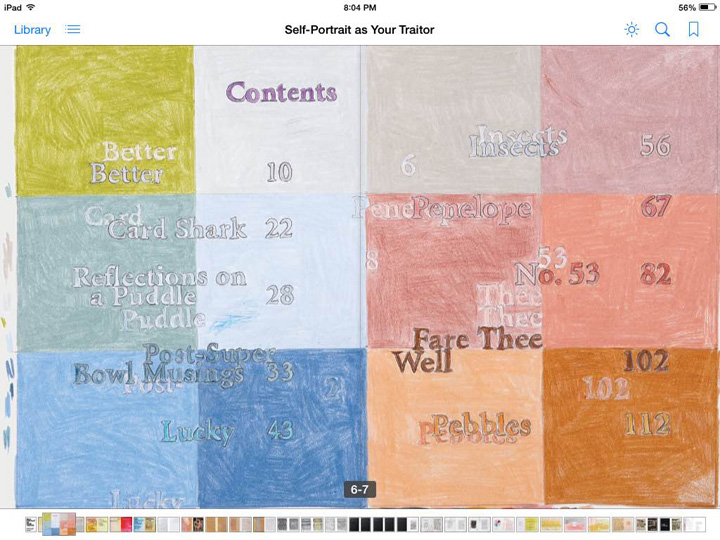 iPad
8:04 PM
56%
Library
Self-Portrait as Your Traitor
Contents
Better
Better 10
Card
Card Shark 22
Reflections on
a Puddle 28
Puddle
Post-Super
Bowl Musings 33
Post
2
Lucky 43
Lucky
Insects
Insects 56
6
Pene Penelope 67
8
53
No. 53 82
Thee
Thee
Fare Thee
Well 102
102
Pebbles 112
Pebbles
6-7